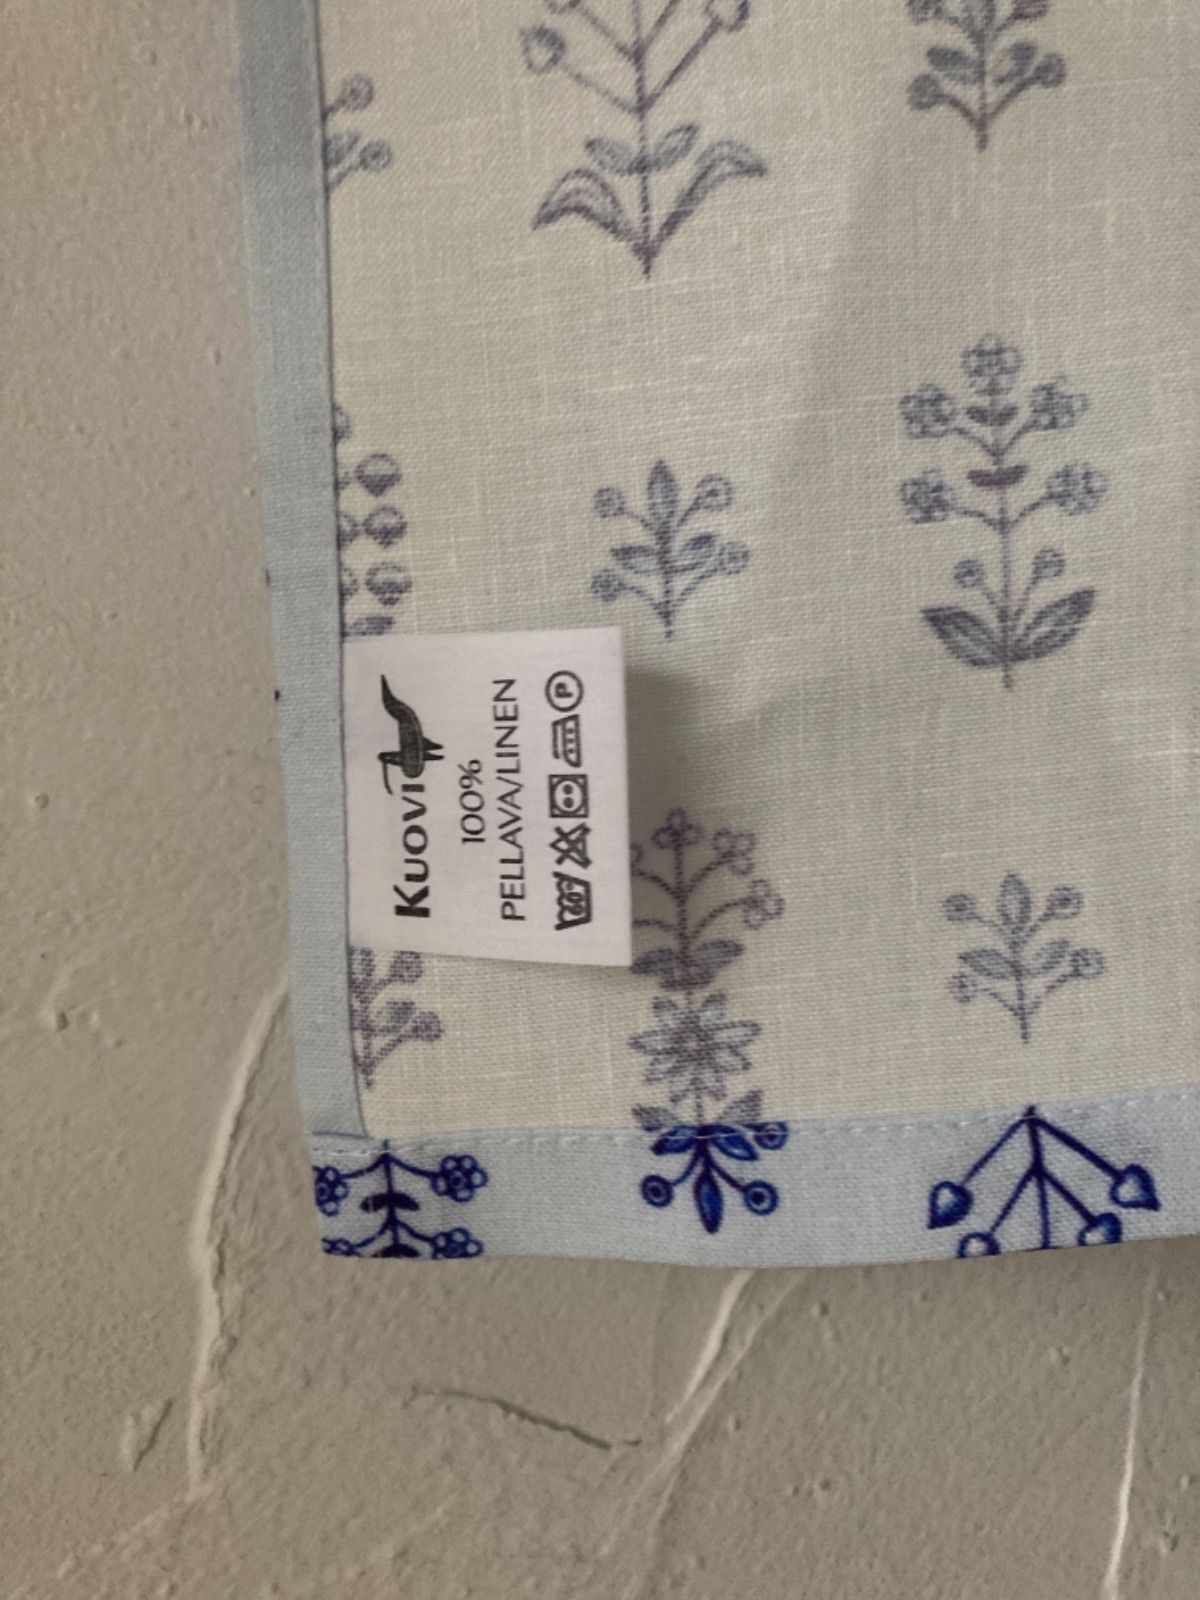 KUOVI
100%
PELLAVA/LINEN
60 P